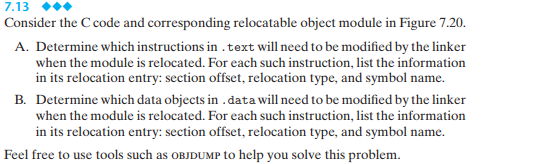 7.13 ◆◆◆
Consider the C code and corresponding relocatable object module in Figure 7.20.
A. Determine which instructions in .text will need to be modified by the linker
when the module is relocated. For each such instruction, list the information
in its relocation entry: section offset, relocation type, and symbol name.
B. Determine which data objects in .data will need to be modified by the linker
when the module is relocated. For each such instruction, list the information
in its relocation entry: section offset, relocation type, and symbol name.
Feel free to use tools such as OBJDUMP to help you solve this problem.